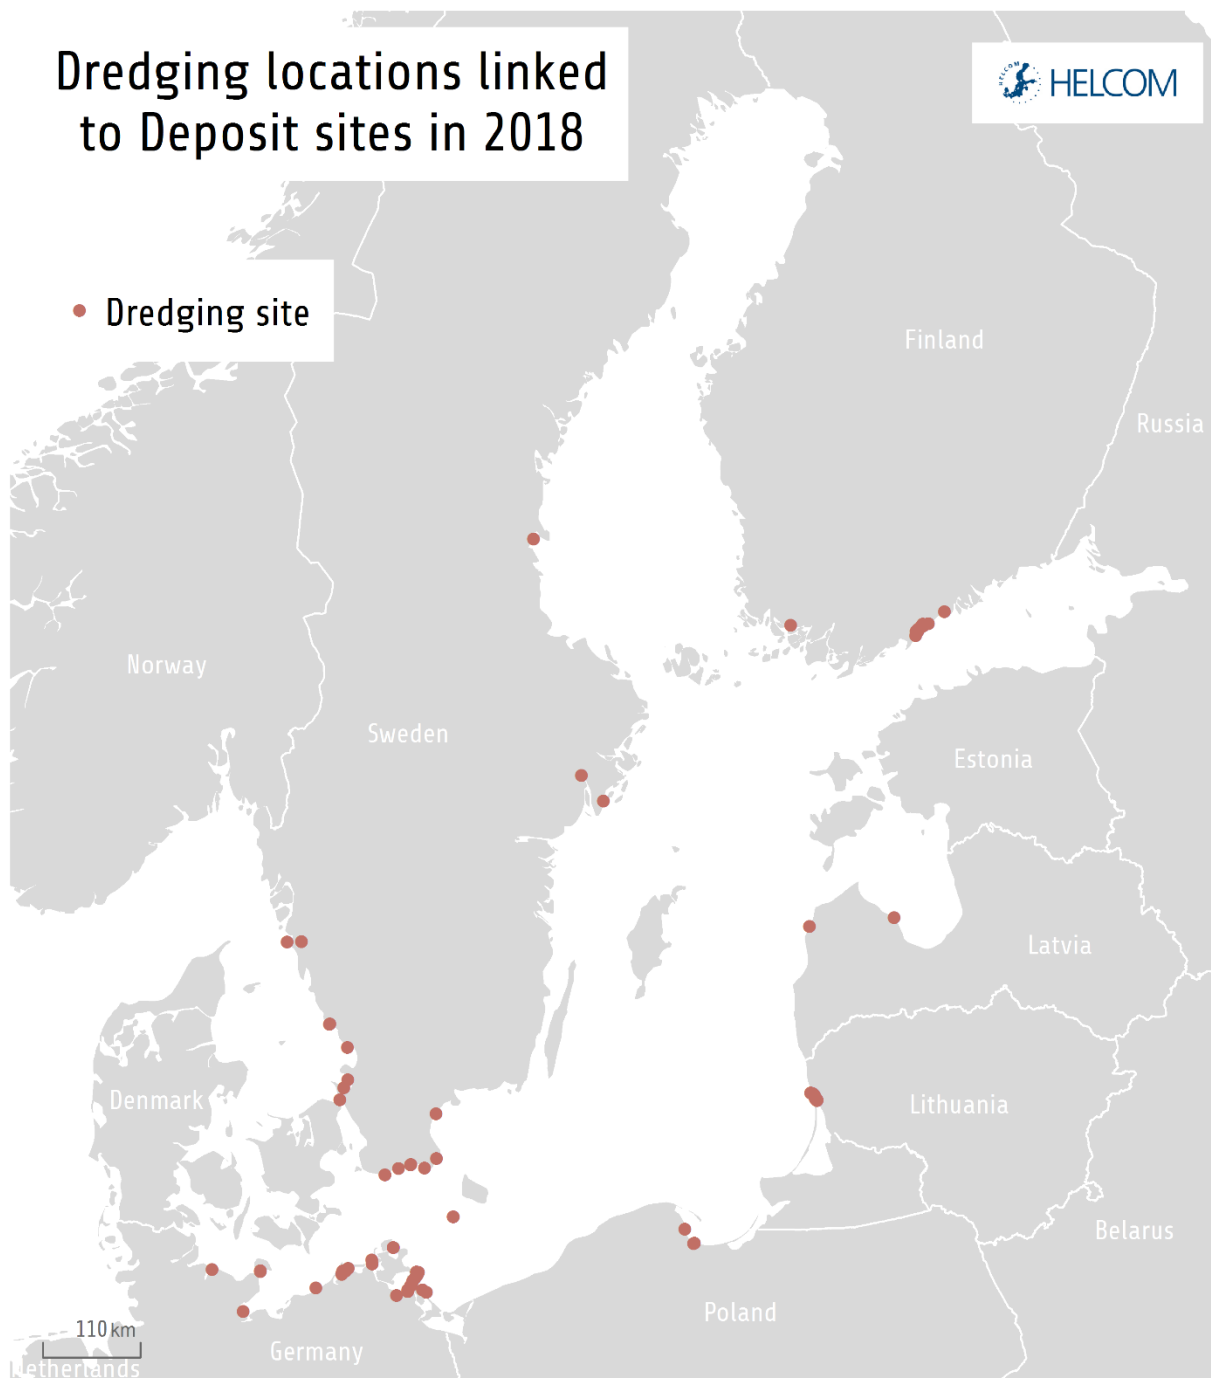 Dredging locations linked
to Deposit sites in 2018
HELCOM
HELCOM
Dredging site
Finland
Russia
Norway
Sweden
Estonia
Latvia
Denmark
Lithuania
Belarus
Poland
110 km
Germany
Netherlands